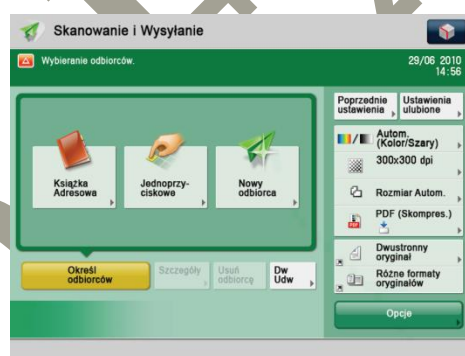 Skanowanie i Wysyłanie
Wybieranie odbiorców.
29/06 2010
14:56
Poprzednie
ustawienia
Ustawienia
ulubione
Autom.
(Kolor/Szary)
300x300 dpi
Rozmiar Autom.
PDF (Skompres.)
PDF
Dwustronny
oryginał
Różne formaty
oryginałów
Opcje
Książka
Adresowa
Jednoprzy-
ciskowe
Nowy
odbiorca
Określ
odbiorców
Szczegóły
Usuń
odbiorcę
Dw
Udw